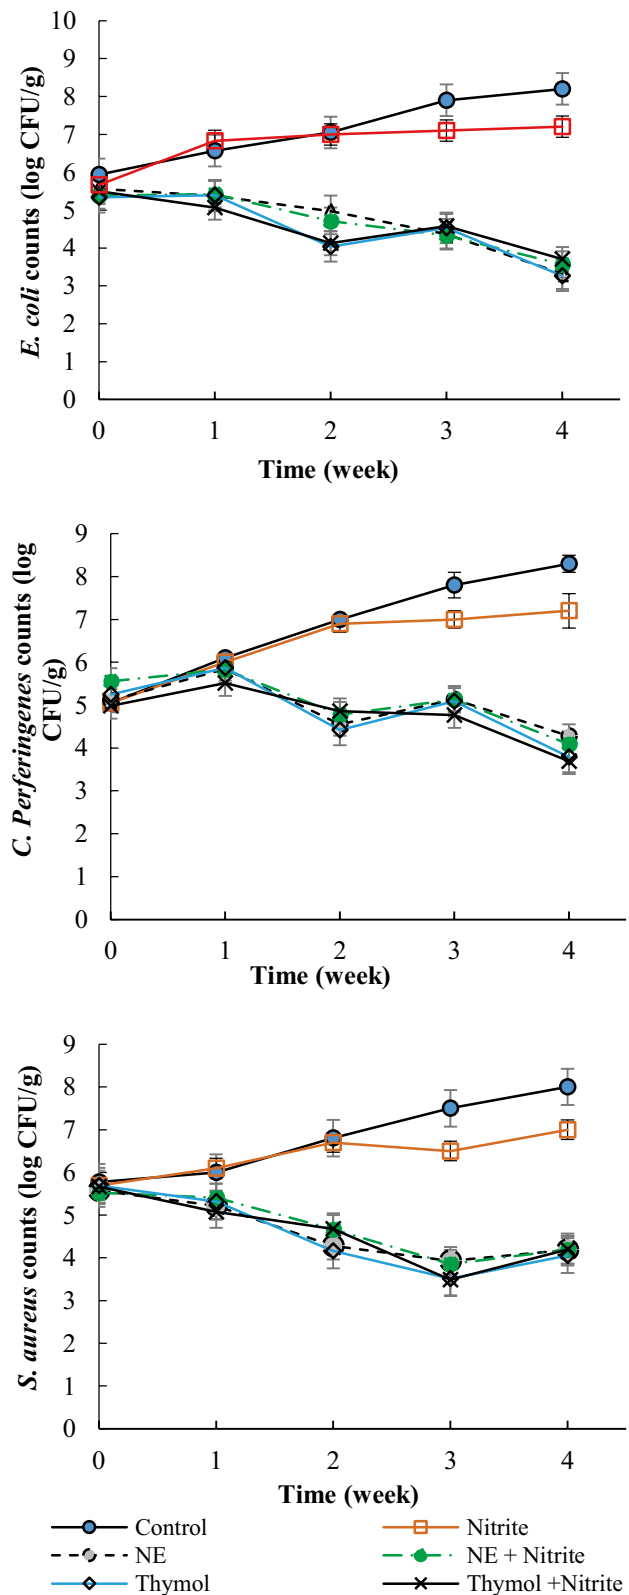 E. coli counts (log CFU/g)
10
9
8
7
6
5
4
3
2
1
0
0 1 2 3 4
Time (week)
C. Perferingenes counts (log
CFU/g)
9
8
7
6
5
4
3
2
1
0
0 1 2 3 4
Time (week)
S. aureus counts (log CFU/g)
9
8
7
6
5
4
3
2
1
0
0 1 2 3 4
Time (week)
Control Nitrite
NE NE + Nitrite
Thymol Thymol +Nitrite